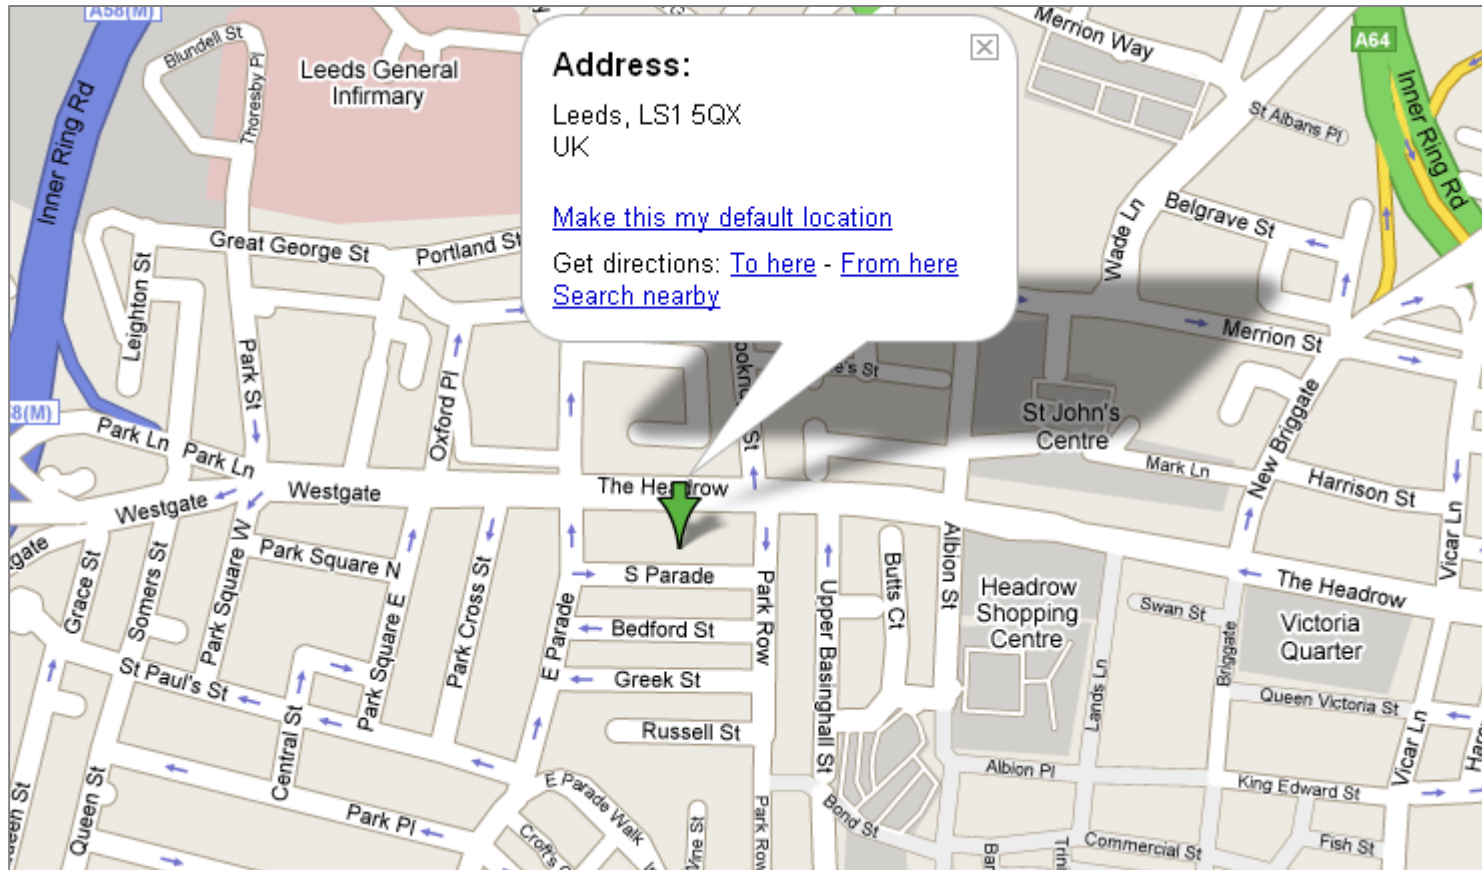 A58(M)
Blundell St
Thoresby Pl
Leeds General
Infirmary
Inner Ring Rd
Address:
Leeds, LS1 5QX
UK
Make this my default location
Get directions: To here - From here
Search nearby
Merrion Way
A64
Inner Ring Rd
St Albans Pl
Belgrave St
Wade Ln
Great George St
Portland St
Leighton St
Park St
Oxford Pl
Merrion St
St John's
Centre
New Briggate
Mark Ln
Harrison St
Vicar Ln
8(M)
Park Ln
Park Ln
Westgate
Westgate
The Headrow
The Headrow
Grace St
Somers St
Park Square W
Park Square N
Park Square E
Park Cross St
E Parade
S Parade
Bedford St
Greek St
Russell St
Park Row
Upper Basinghall St
Butts Ct
Albion St
Headrow
Shopping
Centre
Lands Ln
Swan St
Briggate
Victoria
Quarter
Queen Victoria St
Vicar Ln
St Paul's St
Central St
Queen St
Park Pl
E Parade Walk
Park Row
Bond St
Albion Pl
King Edward St
Commercial St
Fish St